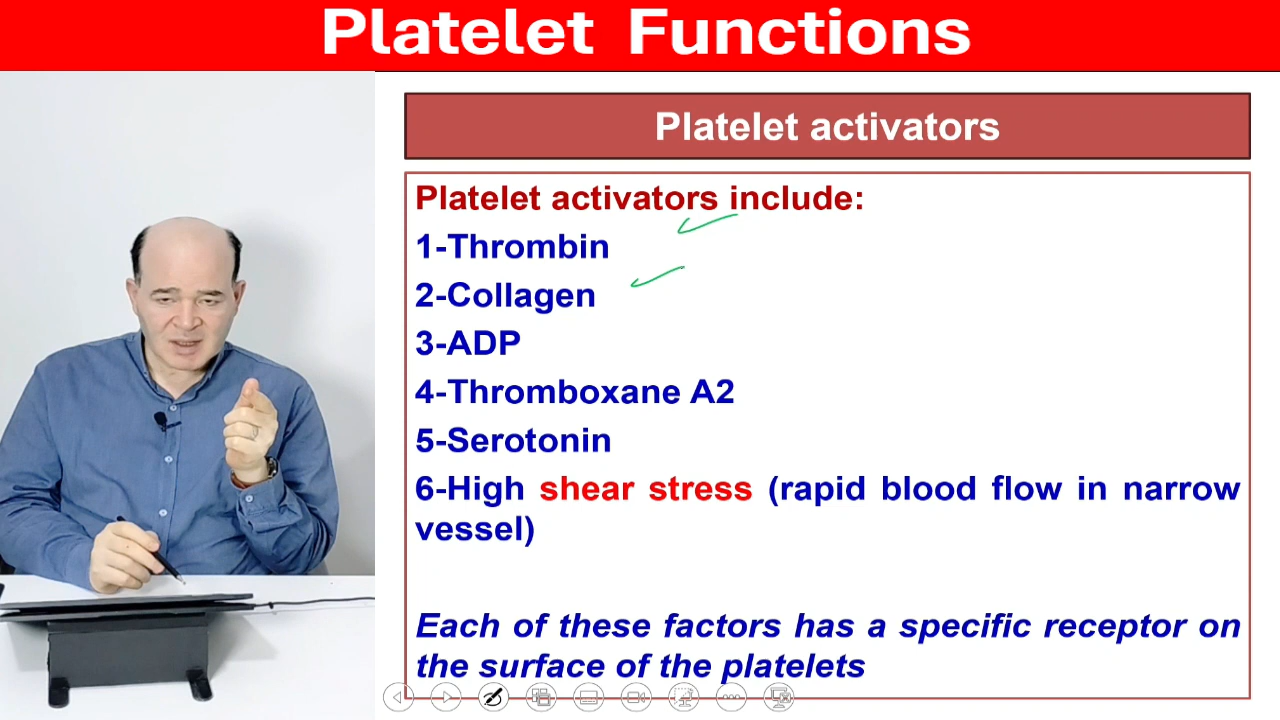 Platelet Functions
Platelet activators
Platelet activators include:
1-Thrombin
2-Collagen
3-ADP
4-Thromboxane A2
5-Serotonin
6-High shear stress (rapid blood flow in narrow
vessel)
Each of these factors has a specific receptor on
the surface of the platelets